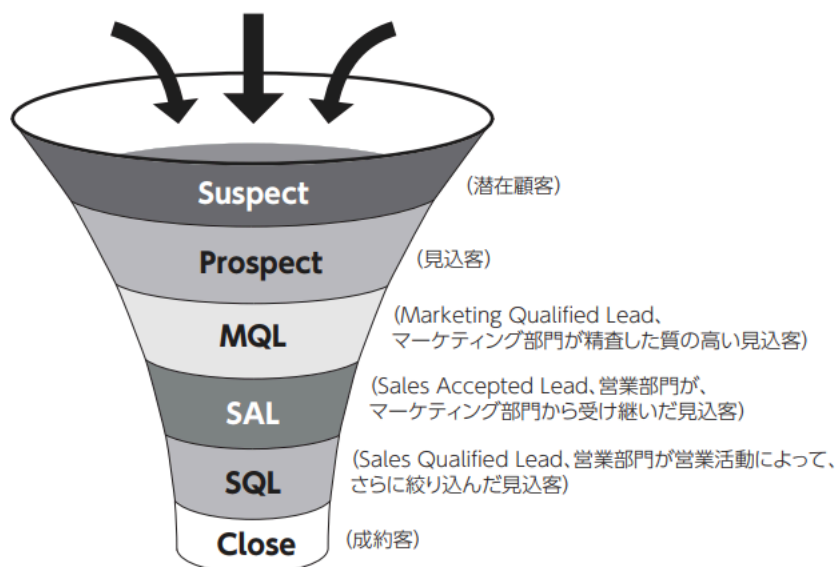 Suspect
(潜在顧客)
Prospect
(見込客)
MQL
(Marketing Qualified Lead、
マーケティング部門が精査した質の高い見込客)
SAL
(Sales Accepted Lead、営業部門が、
マーケティング部門から受け継いだ見込客)
SQL
(Sales Qualified Lead、営業部門が営業活動によって、
さらに絞り込んだ見込客)
Close
(成約客)